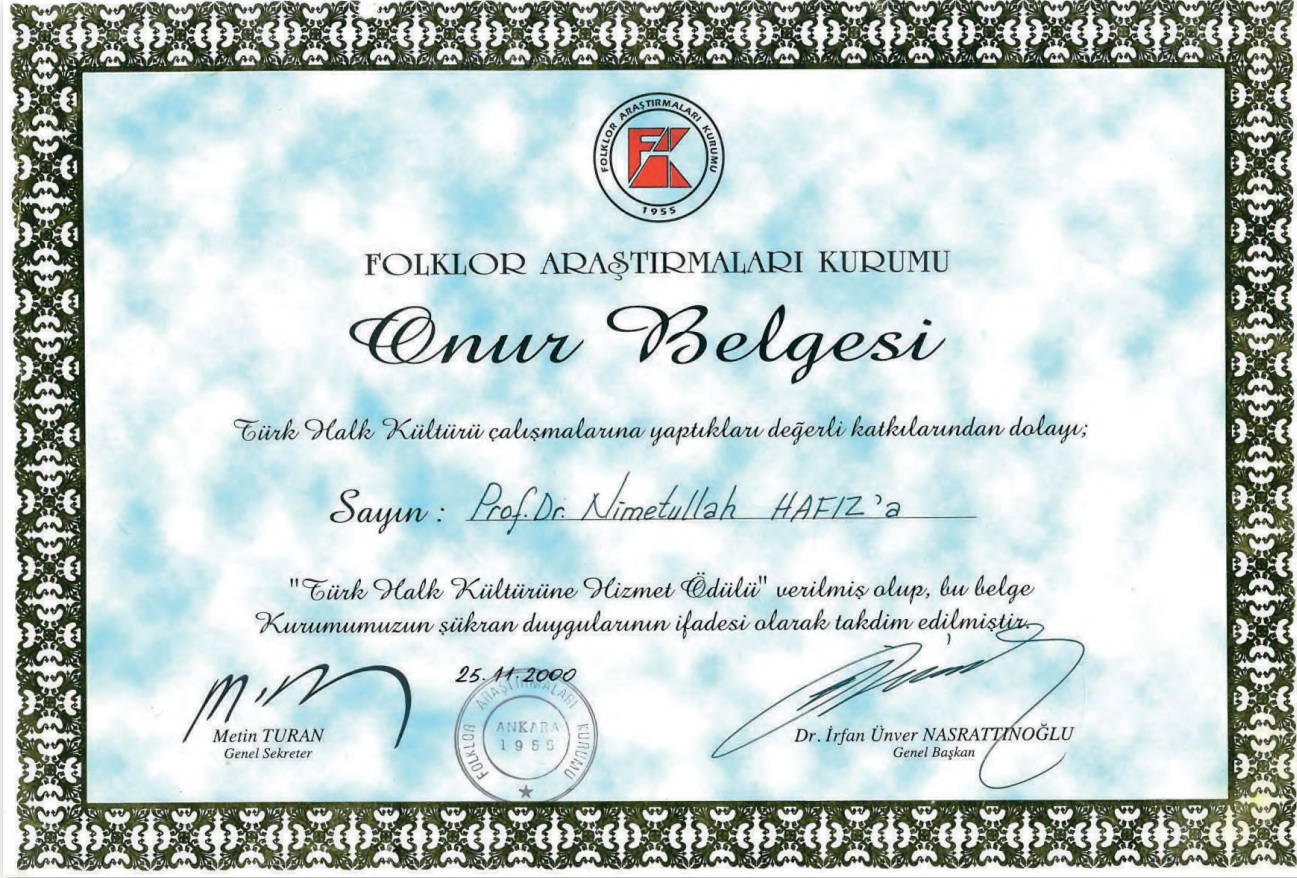 FOLKLOR ARAŞTIRMALARI KURUMU
1955
FOLKLOR ARAŞTIRMALARI KURUMU
Onur Belgesi
Türk Halk Kültürü çalışmalarına yaptıkları değerli katkılarından dolayı;
Sayın : Prof.Dr. Nimetullah HAFIZ'a
"Türk Halk Kültürüne Hizmet Ödülü" verilmiş olup, bu belge
Kurumumuzun şükran duygularının ifadesi olarak takdim edilmiştir.
25.11.2000
Metin TURAN
Genel Sekreter
FOLKLOR ARAŞTIRMALARI KURUMU
ANKARA
1955
Dr. İrfan Ünver NASRATTINOĞLU
Genel Başkan